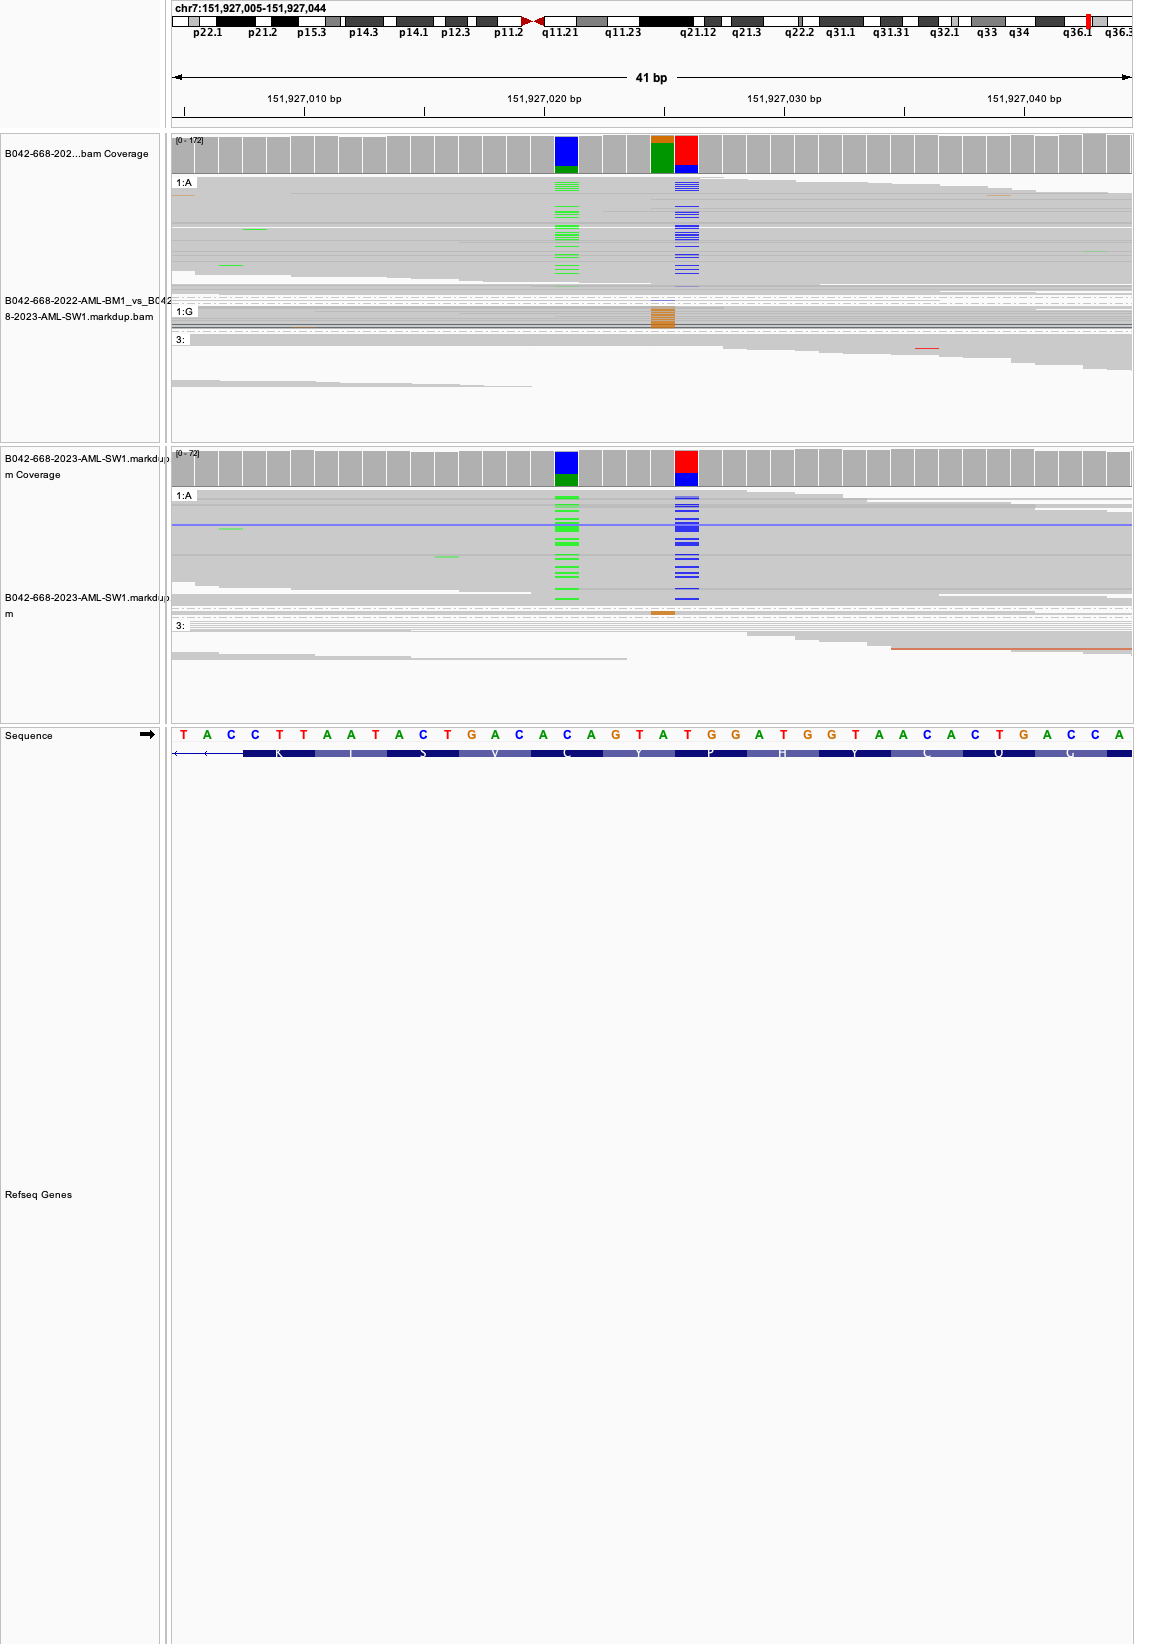 chr7:151,927,005-151,927,044
p22.1 p21.2 p15.3 p14.3 p14.1 p12.3 p11.2 q11.21 q11.23 q21.12 q21.3 q22.2 q31.1 q31.31 q32.1 q33 q34 q36.1 q36.3
41 bp
151,927,010 bp 151,927,020 bp 151,927,030 bp 151,927,040 bp
[0 - 172]
B042-668-202...bam Coverage
1:A
B042-668-2022-AML-BM1_vs_B042
8-2023-AML-SW1.markdup.bam
1:G
3:
[0 - 72]
B042-668-2023-AML-SW1.markdup
m Coverage
1:A
B042-668-2023-AML-SW1.markdup
m
3:
Sequence T A C C T T A A T A C T G A C A C A G T A T G G A T G G T A A C A C T G A C C A
K I S V C Y P H Y C Q G
Refseq Genes